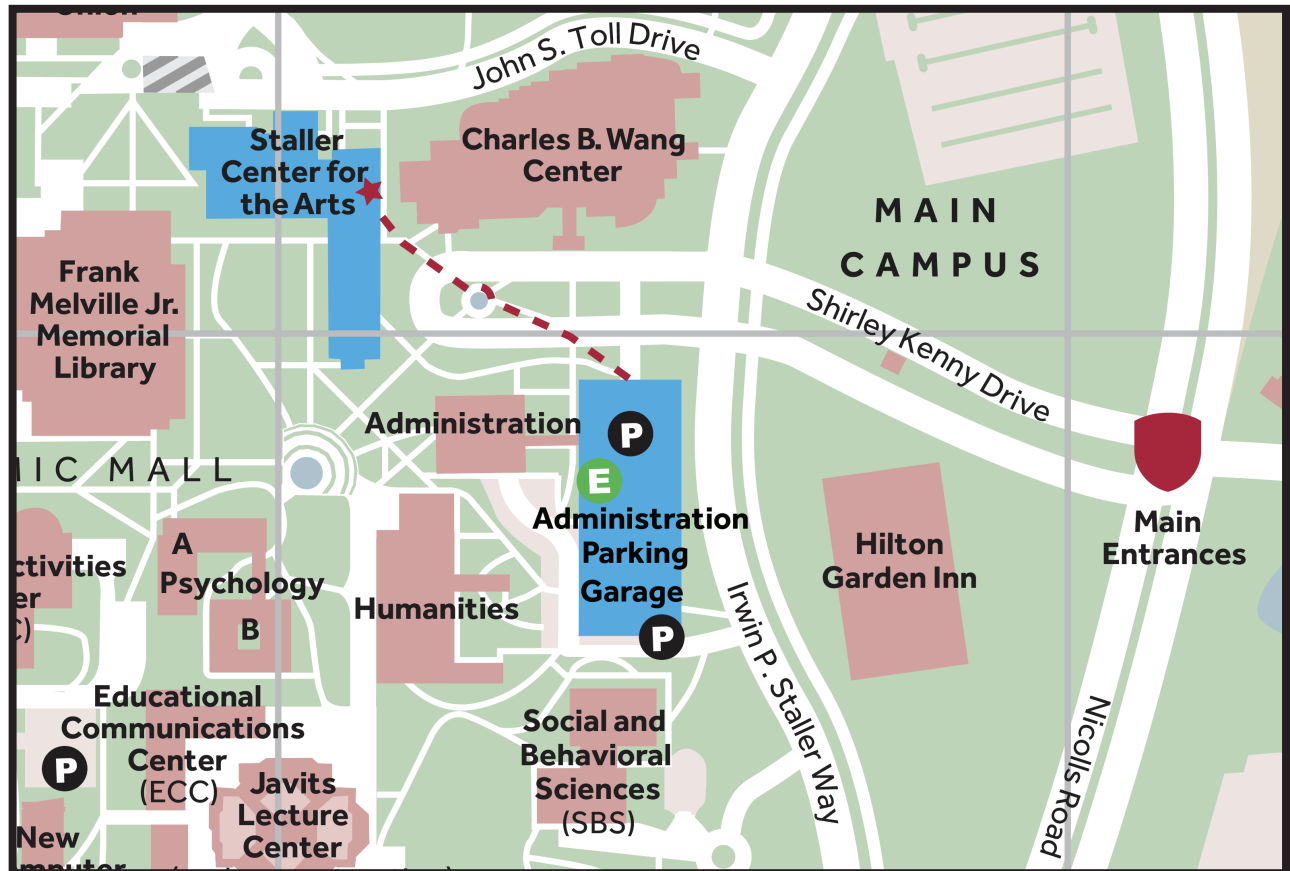 John S. Toll Drive
Staller
Center for
the Arts
Charles B. Wang
Center
MAIN
CAMPUS
Frank
Melville Jr.
Memorial
Library
Shirley Kenny Drive
Administration
P
E
MALL
Administration
Parking
Garage
Hilton
Garden Inn
Main
Entrances
A
Psychology
B
Humanities
P
Irwin P. Staller Way
Educational
Communications
Center
(ECC)
P
Social and
Behavioral
Sciences
(SBS)
Nicolls Road
Javits
Lecture
Center
New